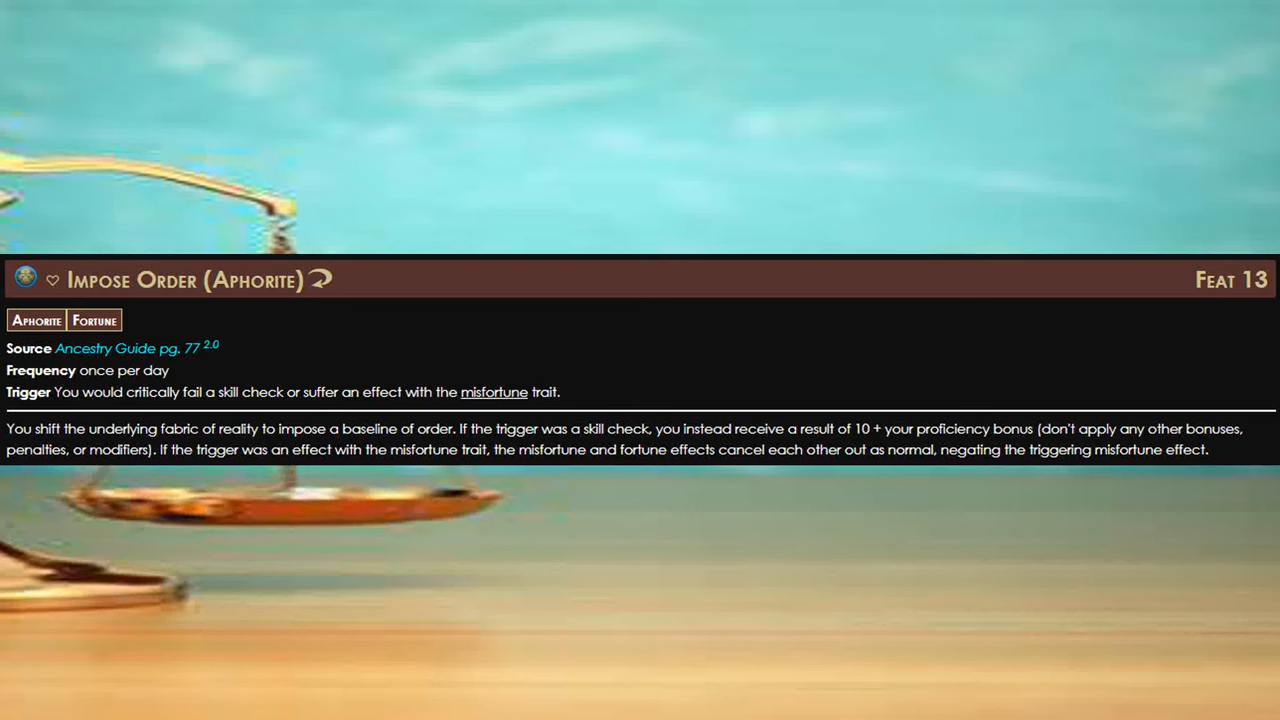 Impose Order (Aphorite) Feat 13
Aphorite Fortune
Source Ancestry Guide pg. 77 2.0
Frequency once per day
Trigger You would critically fail a skill check or suffer an effect with the misfortune trait.
You shift the underlying fabric of reality to impose a baseline of order. If the trigger was a skill check, you instead receive a result of 10 + your proficiency bonus (don't apply any other bonuses,
penalties, or modifiers). If the trigger was an effect with the misfortune trait, the misfortune and fortune effects cancel each other out as normal, negating the triggering misfortune effect.